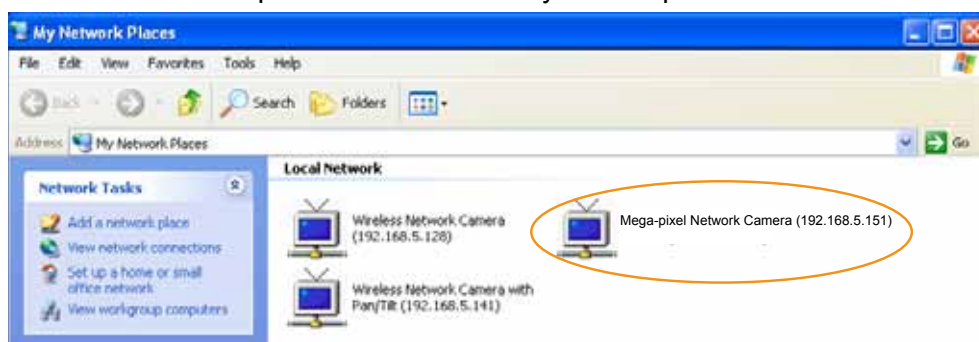 My Network Places
File Edit View Favorites Tools Help
Back Search Folders
Address My Network Places Go
Local Network
Network Tasks
Add a network place
View network connections
Set up a home or small
office network
View workgroup computers
Wireless Network Camera
(192.168.5.128)
Mega-pixel Network Camera (192.168.5.151)
Wireless Network Camera with
Pan/Tilt (192.168.5.141)